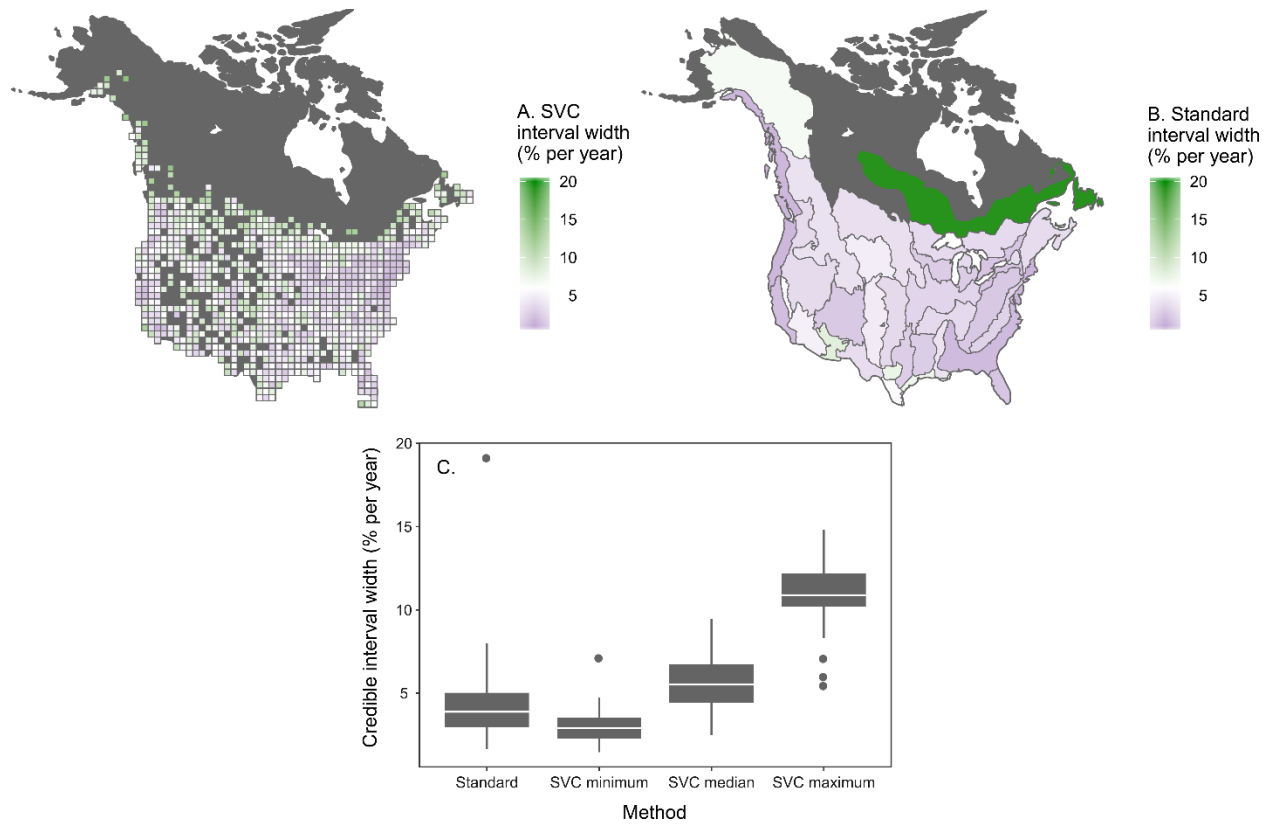 A. SVC
interval width
(% per year)
20
15
10
5
B. Standard
interval width
(% per year)
20
15
10
5
C.
Credible interval width (% per year)
20
15
10
5
Standard
SVC minimum
SVC median
SVC maximum
Method